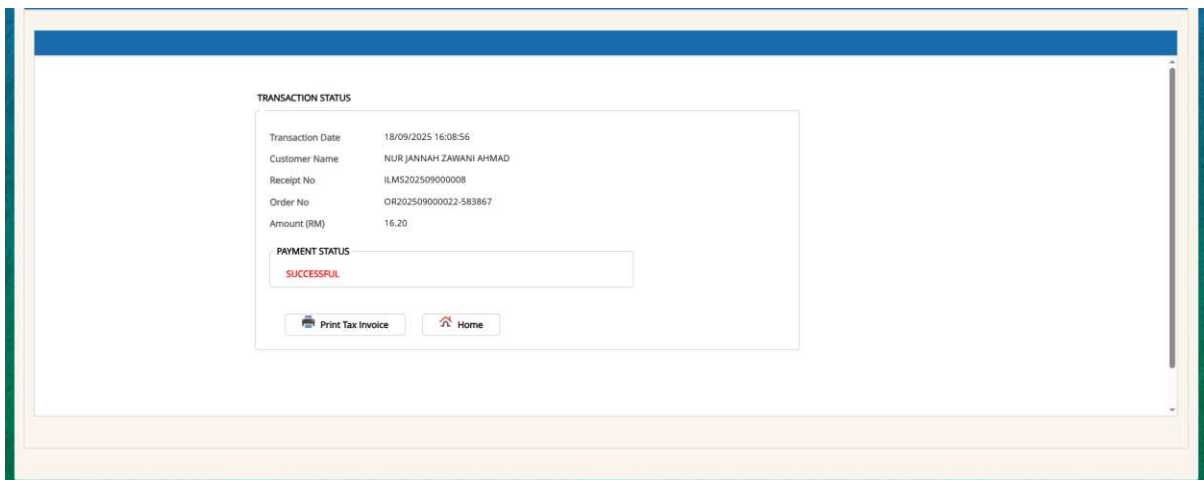 TRANSACTION STATUS
Transaction Date 18/09/2025 16:08:56
Customer Name NUR JANNAH ZAWANI AHMAD
Receipt No ILMS202509000008
Order No OR202509000022-583867
Amount (RM) 16.20
PAYMENT STATUS
SUCCESSFUL
Print Tax Invoice Home